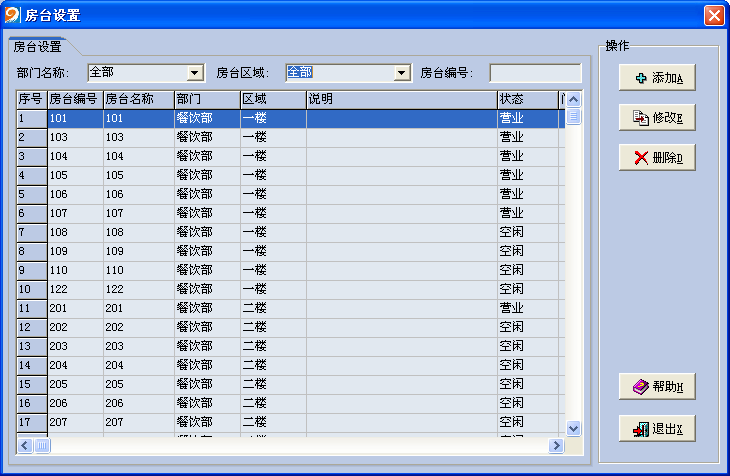 房台设置
房台设置
部门名称： 全部 房台区域： 全部 房台编号：
序号 房台编号 房台名称 部门 区域 说明 状态
1 101 101 餐饮部 一楼 营业
2 103 103 餐饮部 一楼 营业
3 104 104 餐饮部 一楼 营业
4 105 105 餐饮部 一楼 营业
5 106 106 餐饮部 一楼 营业
6 107 107 餐饮部 一楼 营业
7 108 108 餐饮部 一楼 空闲
8 109 109 餐饮部 一楼 空闲
9 110 110 餐饮部 一楼 空闲
10 122 122 餐饮部 一楼 空闲
11 201 201 餐饮部 二楼 营业
12 202 202 餐饮部 二楼 空闲
13 203 203 餐饮部 二楼 空闲
14 204 204 餐饮部 二楼 空闲
15 205 205 餐饮部 二楼 空闲
16 206 206 餐饮部 二楼 空闲
17 207 207 餐饮部 二楼 空闲
操作
添加A
修改E
删除D
帮助H
退出X